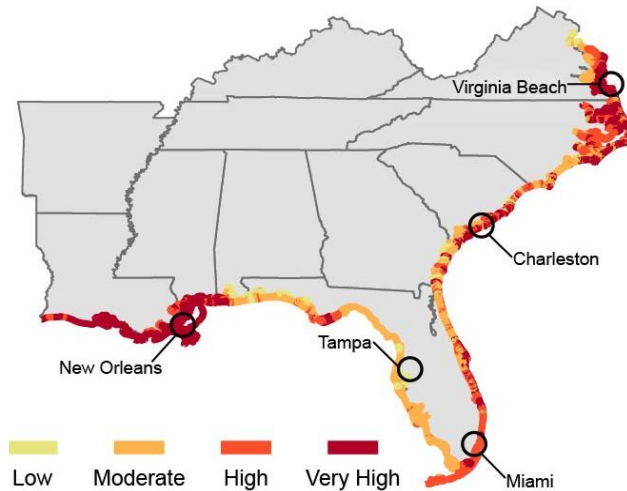 Virginia Beach
Charleston
Tampa
New Orleans
Miami
Low Moderate High Very High